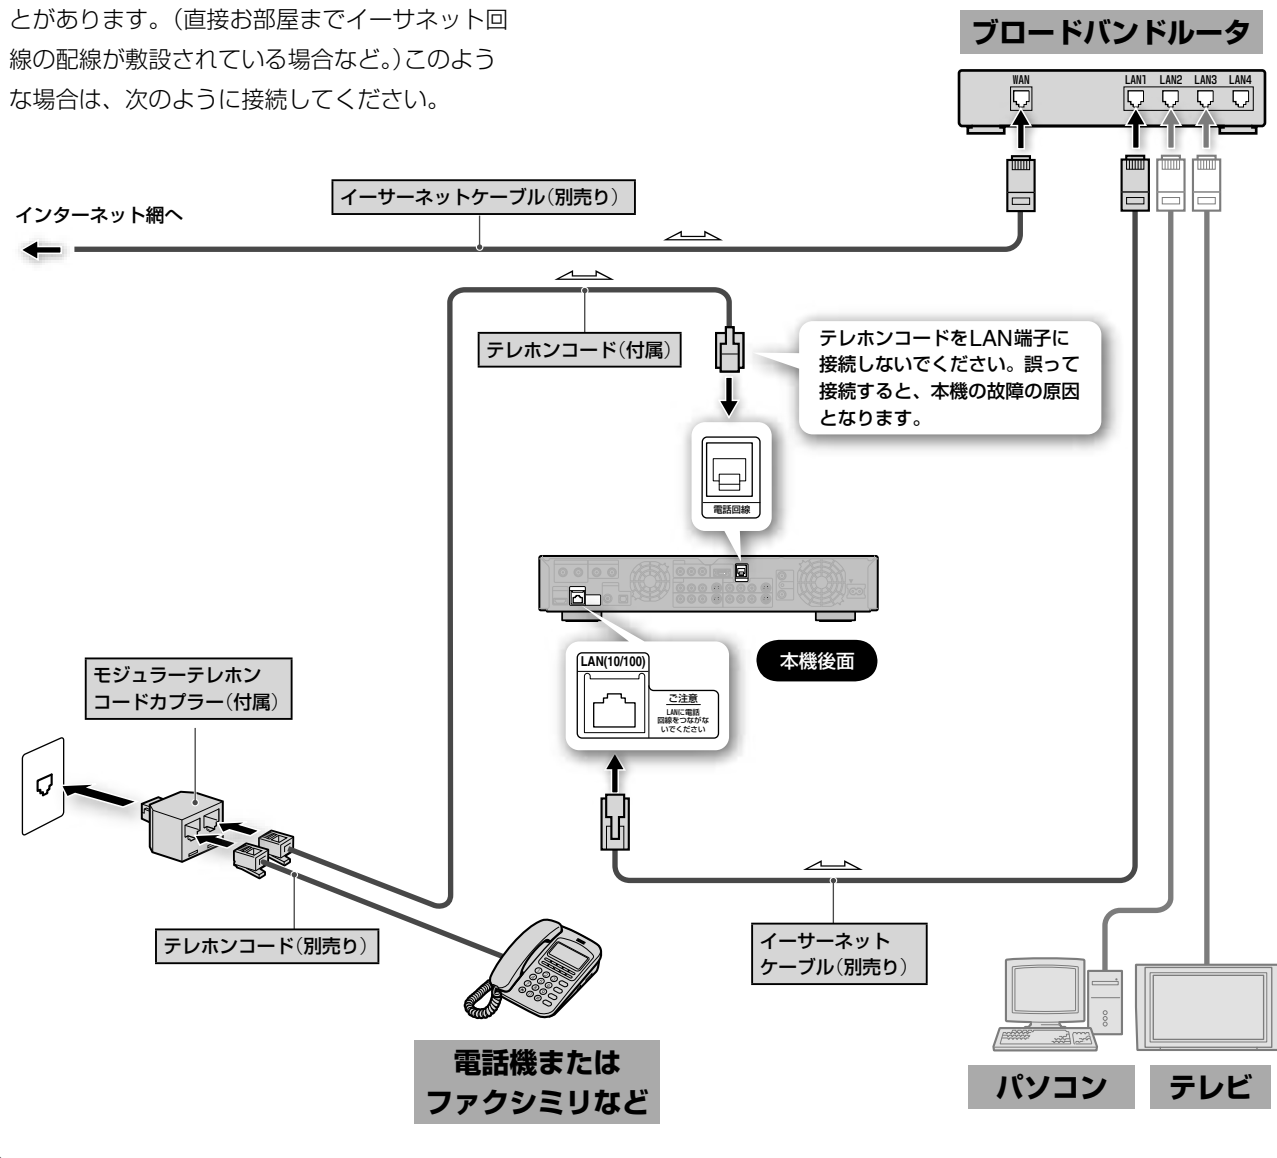 とがあります。（直接お部屋までイーサネット回
線の配線が敷設されている場合など。）このよう
な場合は、次のように接続してください。
ブロードバンドルータ
WAN
LAN1 LAN2 LAN3 LAN4
イーサーネットケーブル（別売り）
インターネット網へ
テレホンコード（付属）
テレホンコードをLAN端子に
接続しないでください。誤って
接続すると、本機の故障の原因
となります。
電話回線
LAN(10/100)
ご注意
LANに電話
回線をつながな
いでください
本機後面
モジュラーテレホン
コードカプラー（付属）
テレホンコード（別売り）
イーサーネット
ケーブル（別売り）
電話機または
ファクシミリなど
パソコン
テレビ